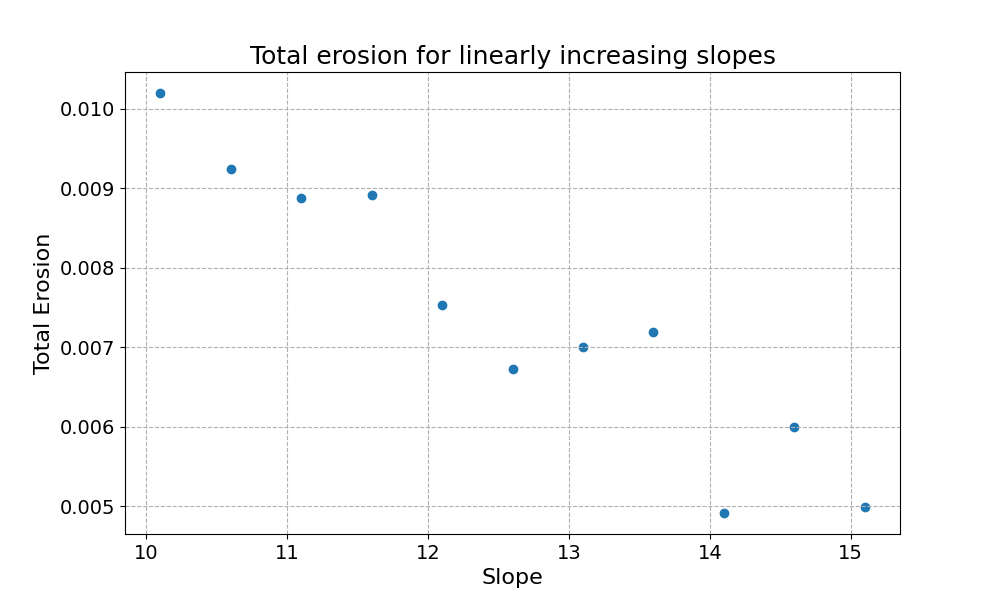 Total erosion for linearly increasing slopes
0.010
0.009
0.008
0.007
0.006
0.005
Total Erosion
10 11 12 13 14 15
Slope